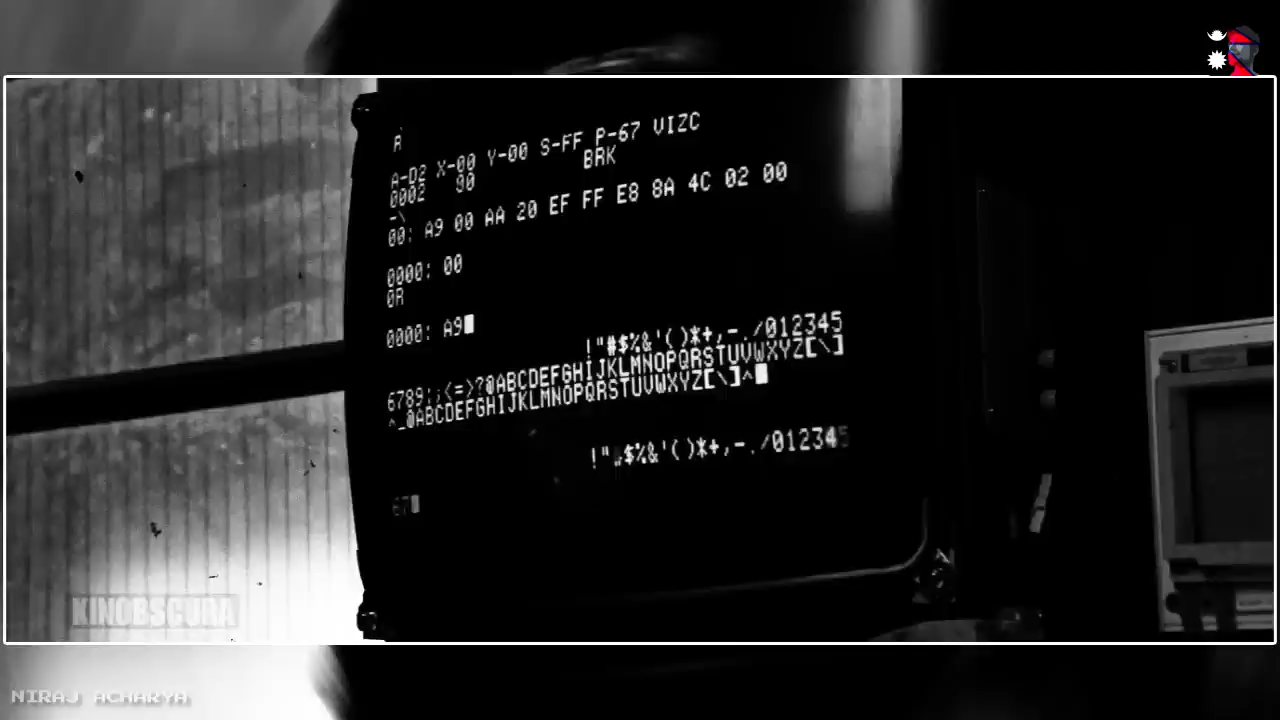 A
A-D2 X-00 Y-00 S-FF P-67 VIZC
0002 90 BRK
-\
00: A9 00 AA 20 EF FF E8 8A 4C 02 00
0000: 00
0R
0000: A9
!"#$%&'()*+,-./012345
6789:;<=>?@ABCDEFGHIJKLMNOPQRSTUVWXYZ[\]
^_@ABCDEFGHIJKLMNOPQRSTUVWXYZ[\]^
!"#$%&'()*+,-./012345
67
KINOBSCURA
NIRAJ ACHARYA